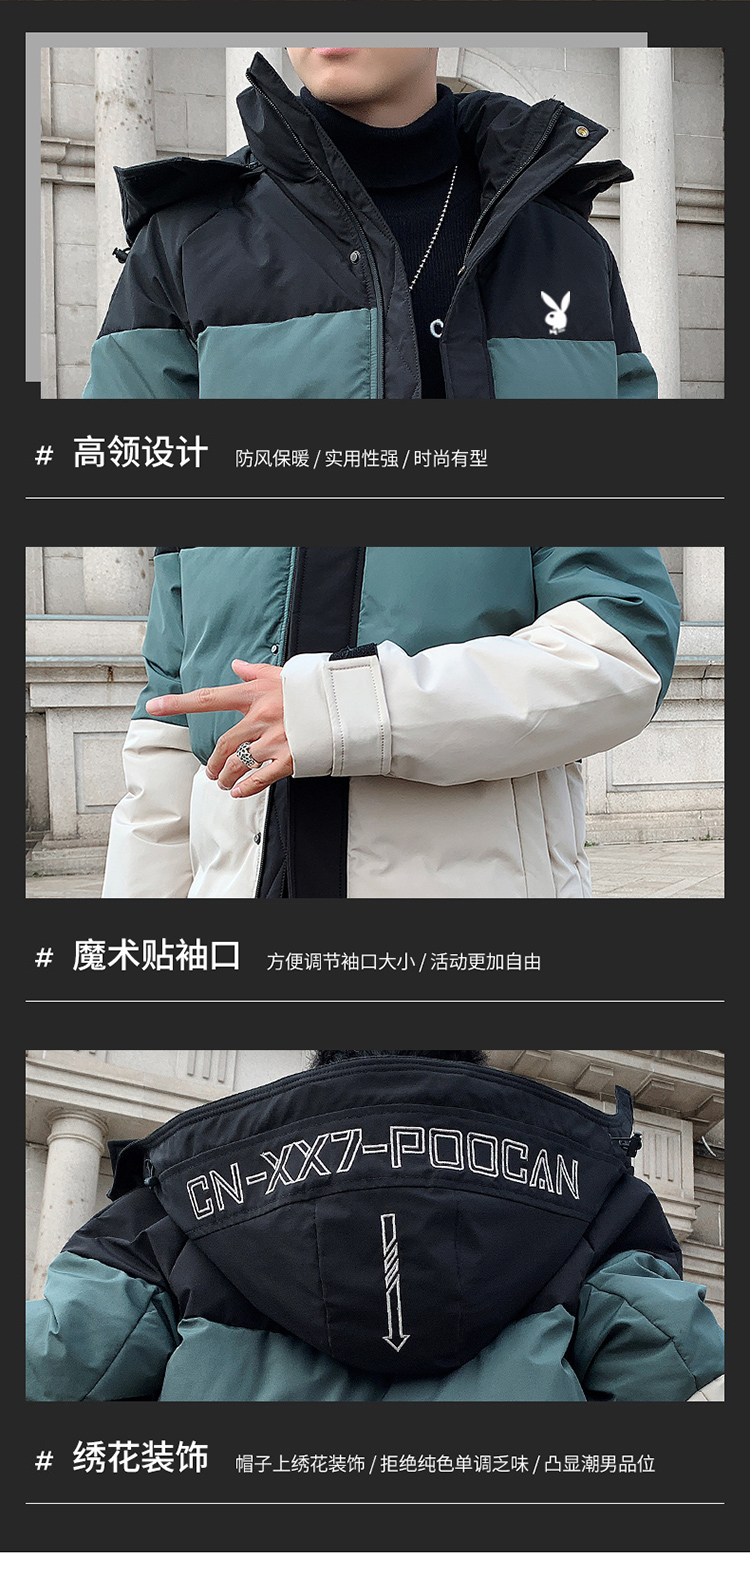 # 高领设计 防风保暖 / 实用性强 / 时尚有型
# 魔术贴袖口 方便调节袖口大小 / 活动更加自由
CN-XX7-POOCAN
# 绣花装饰 帽子上绣花装饰 / 拒绝纯色单调乏味 / 凸显潮男品位